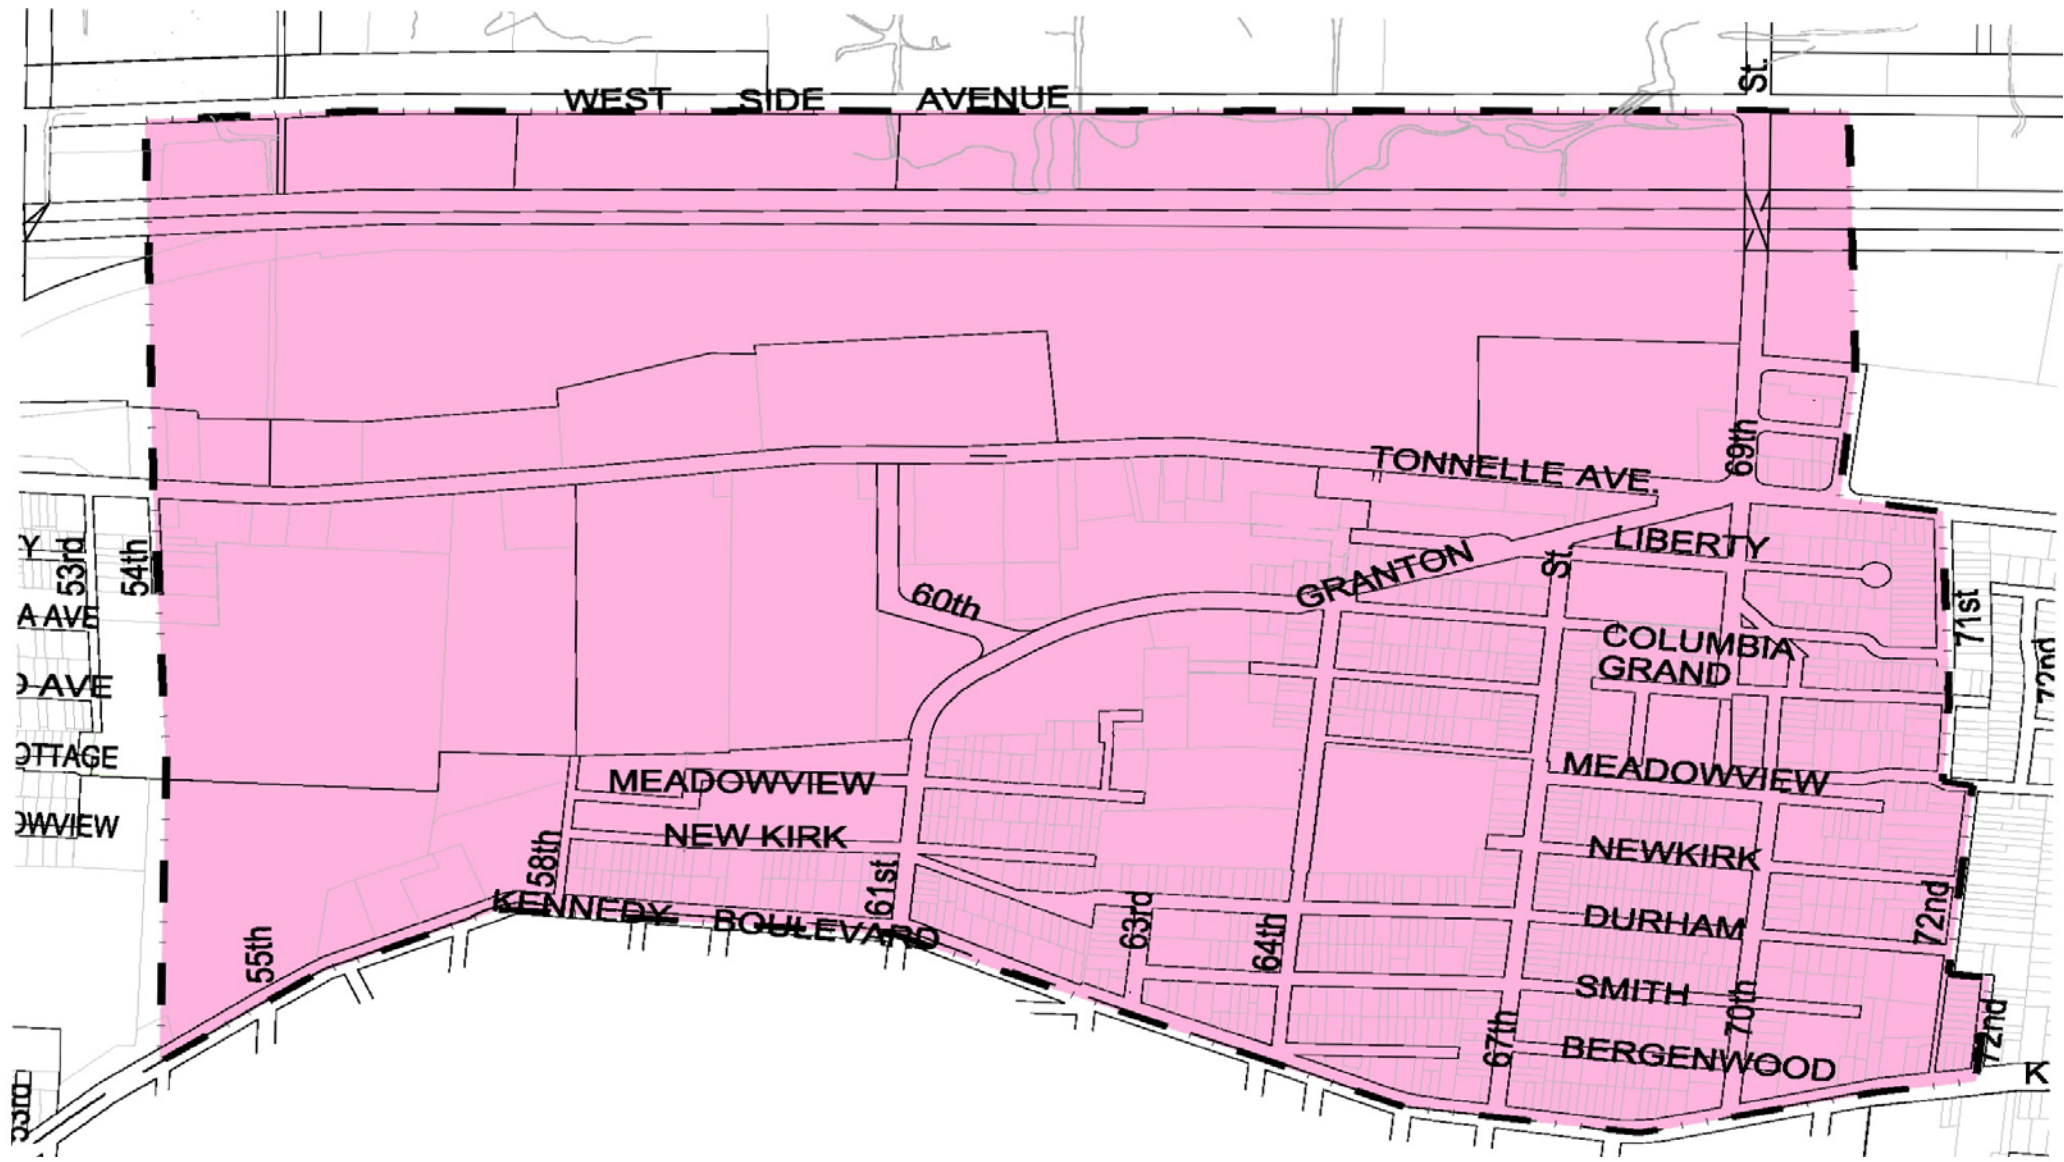 St.
WEST SIDE AVENUE
TONNELLE AVE.
69th
Y
53rd
54th
LIBERTY
St
GRANTON
60th
A AVE
71st
COLUMBIA
GRAND
72nd
AVE
OTTAGE
MEADOWVIEW
MEADOWVIEW
OWVIEW
NEW KIRK
NEWKIRK
58th
61st
KENNEDY BOULEVARD
63rd
64th
DURHAM
72nd
55th
SMITH
70th
67th
72nd
BERGENWOOD
K
53rd